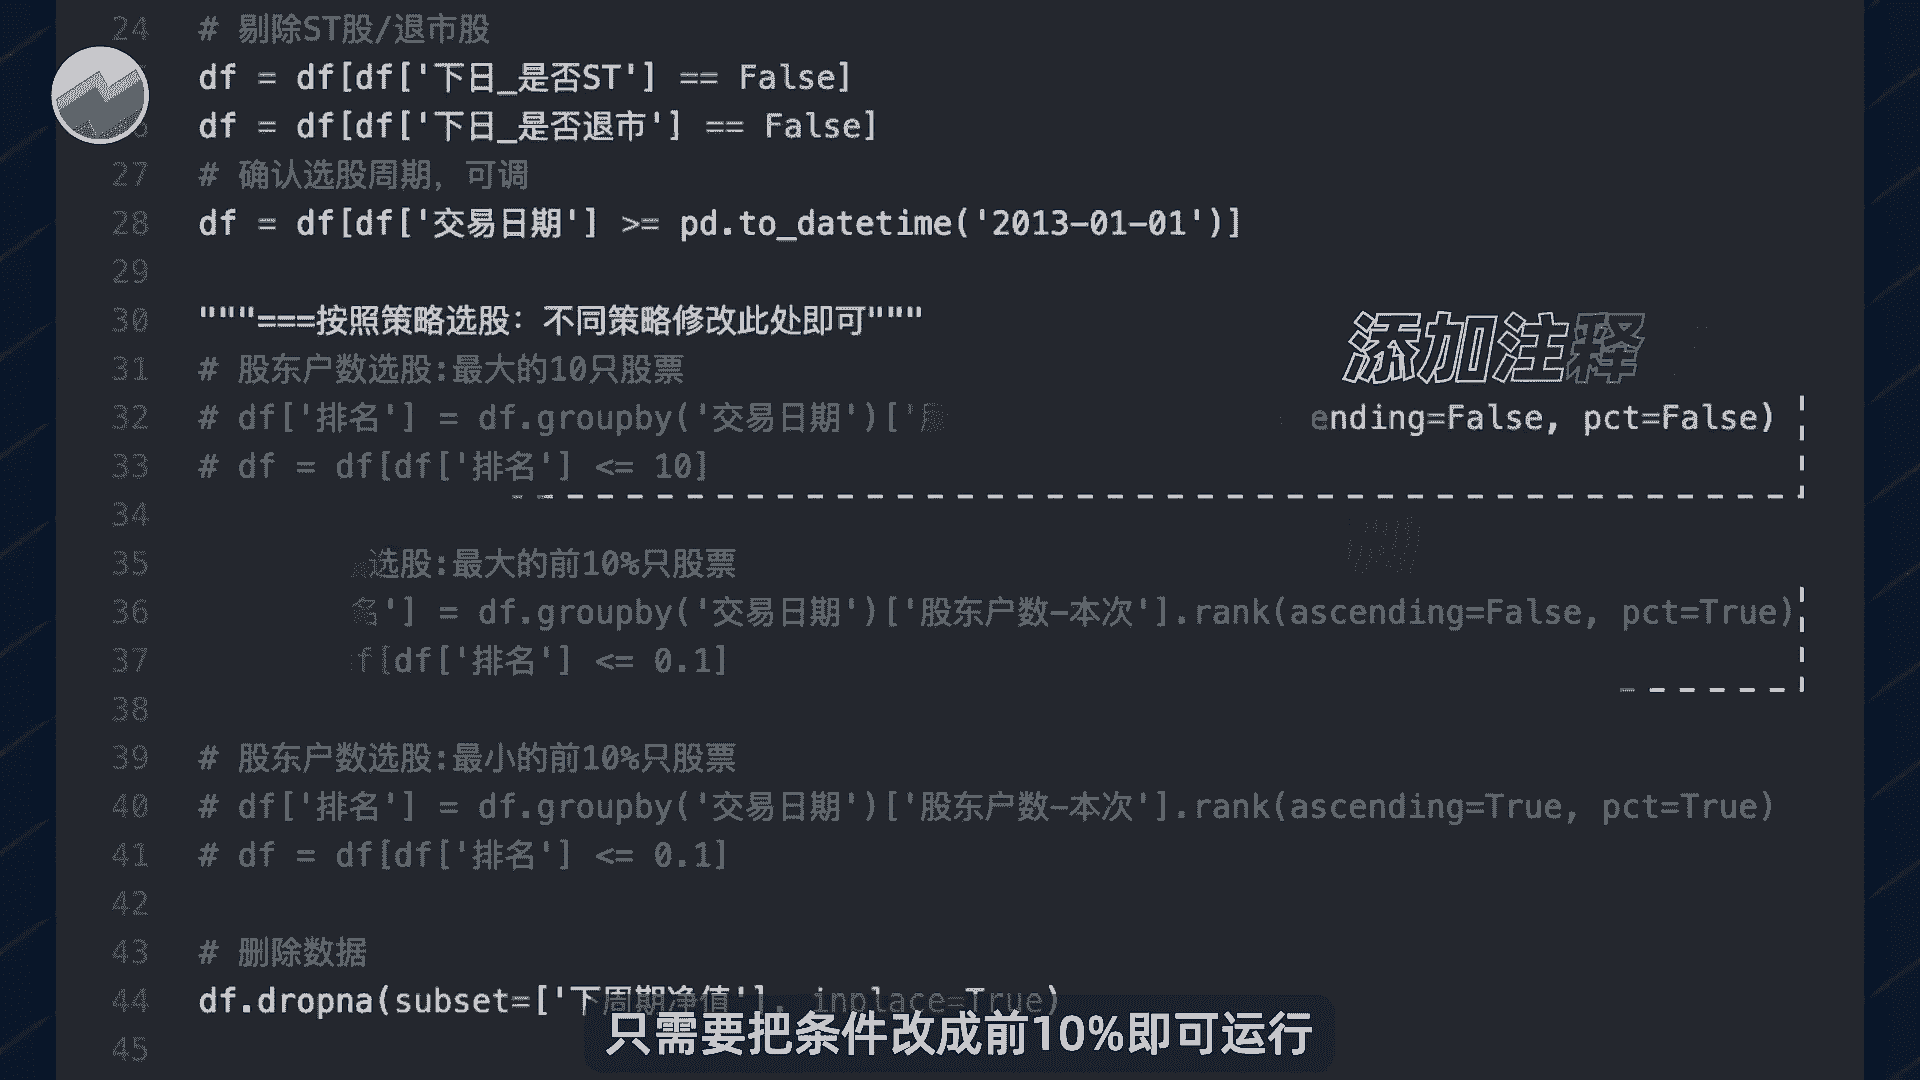 24 # 剔除ST股/退市股
df = df[df['下日_是否ST'] == False]
df = df[df['下日_是否退市'] == False]
27 # 确认选股周期，可调
28 df = df[df['交易日期'] >= pd.to_datetime('2013-01-01')]
29
30 """===按照策略选股：不同策略修改此处即可"""
添加注释
31 # 股东户数选股:最大的10只股票
32 # df['排名'] = df.groupby('交易日期')[' ending=False, pct=False)
33 # df = df[df['排名'] <= 10]
34
35 选股:最大的前10%只股票
36 名'] = df.groupby('交易日期')['股东户数-本次'].rank(ascending=False, pct=True)
37 f[df['排名'] <= 0.1]
38
39 # 股东户数选股:最小的前10%只股票
40 # df['排名'] = df.groupby('交易日期')['股东户数-本次'].rank(ascending=True, pct=True)
41 # df = df[df['排名'] <= 0.1]
42
43 # 删除数据
44 df.dropna(subset=['下周期净值'], inplace=True)
只需要把条件改成前10%即可运行
45